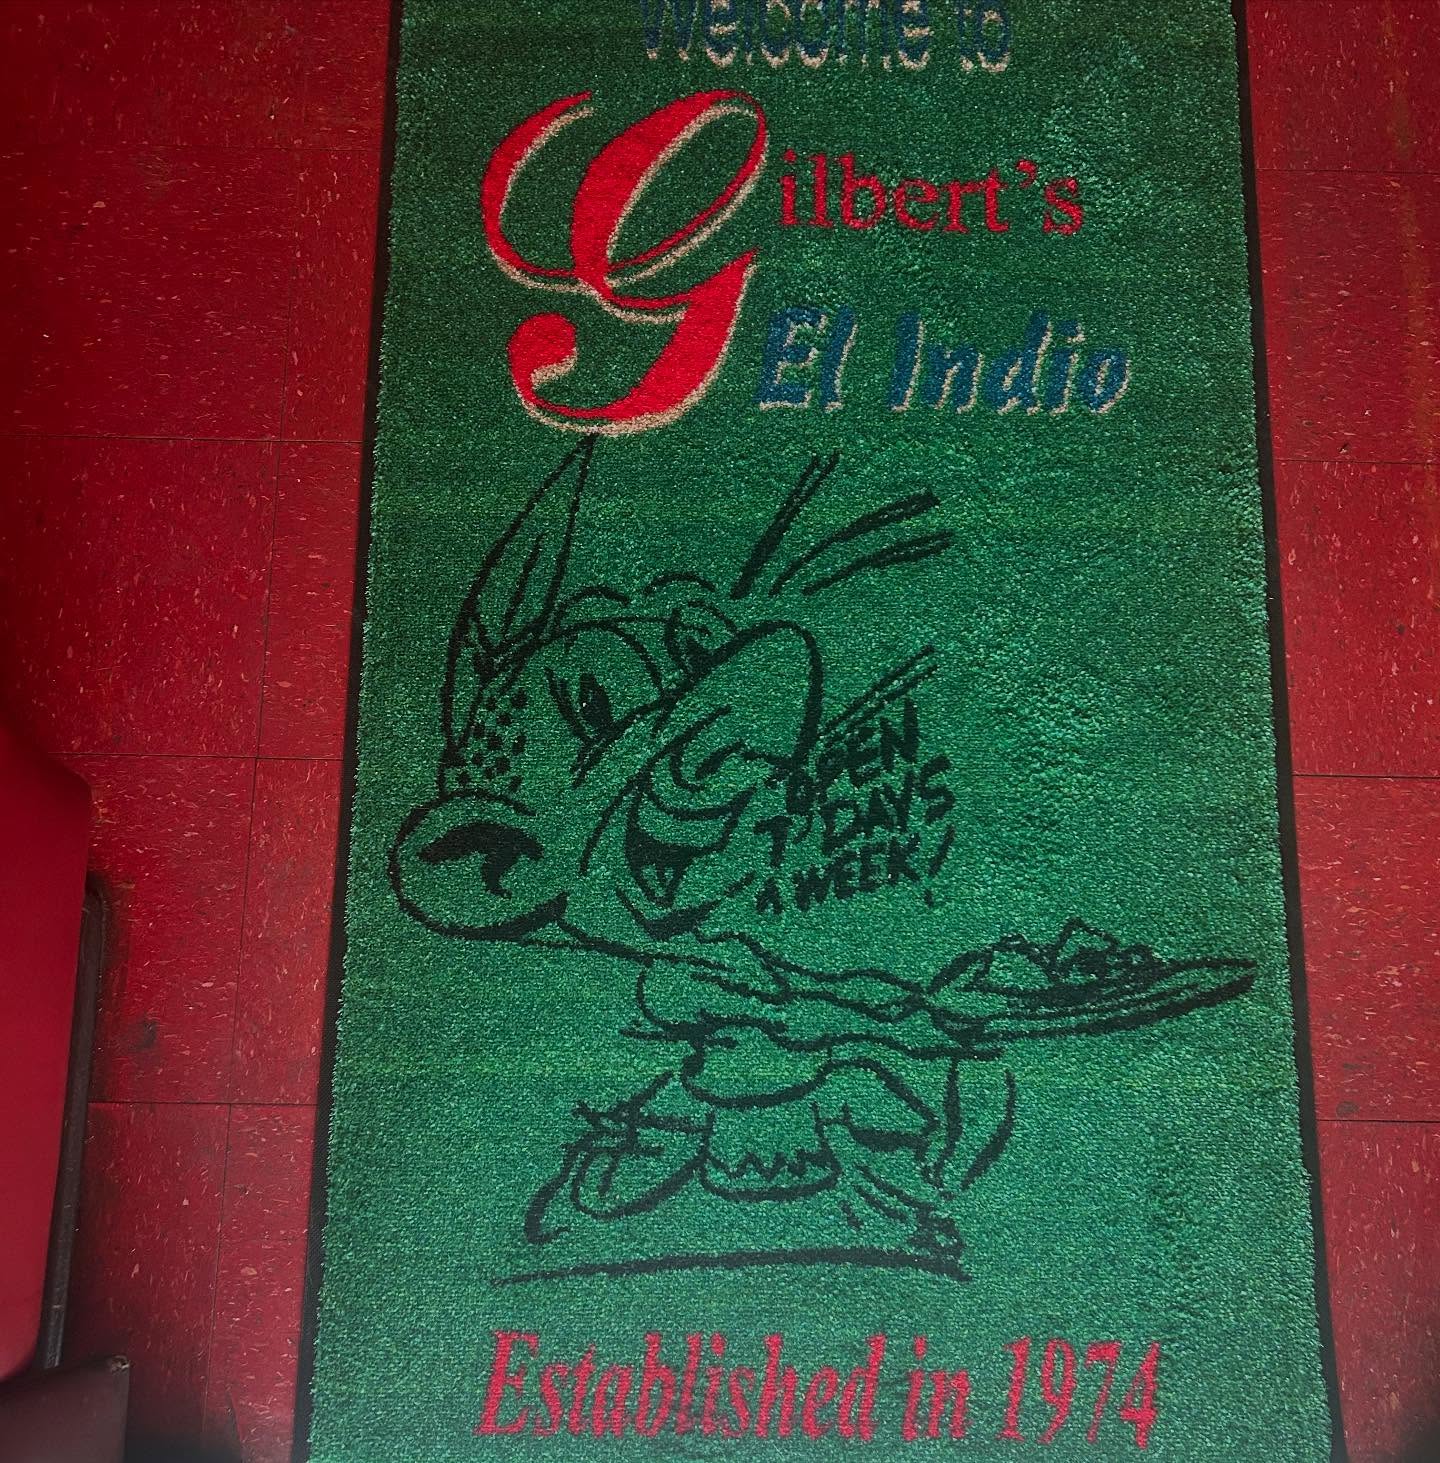 Welcome to
Gilbert's
El Indio
OPEN
7 DAYS
A WEEK!
Established in 1974